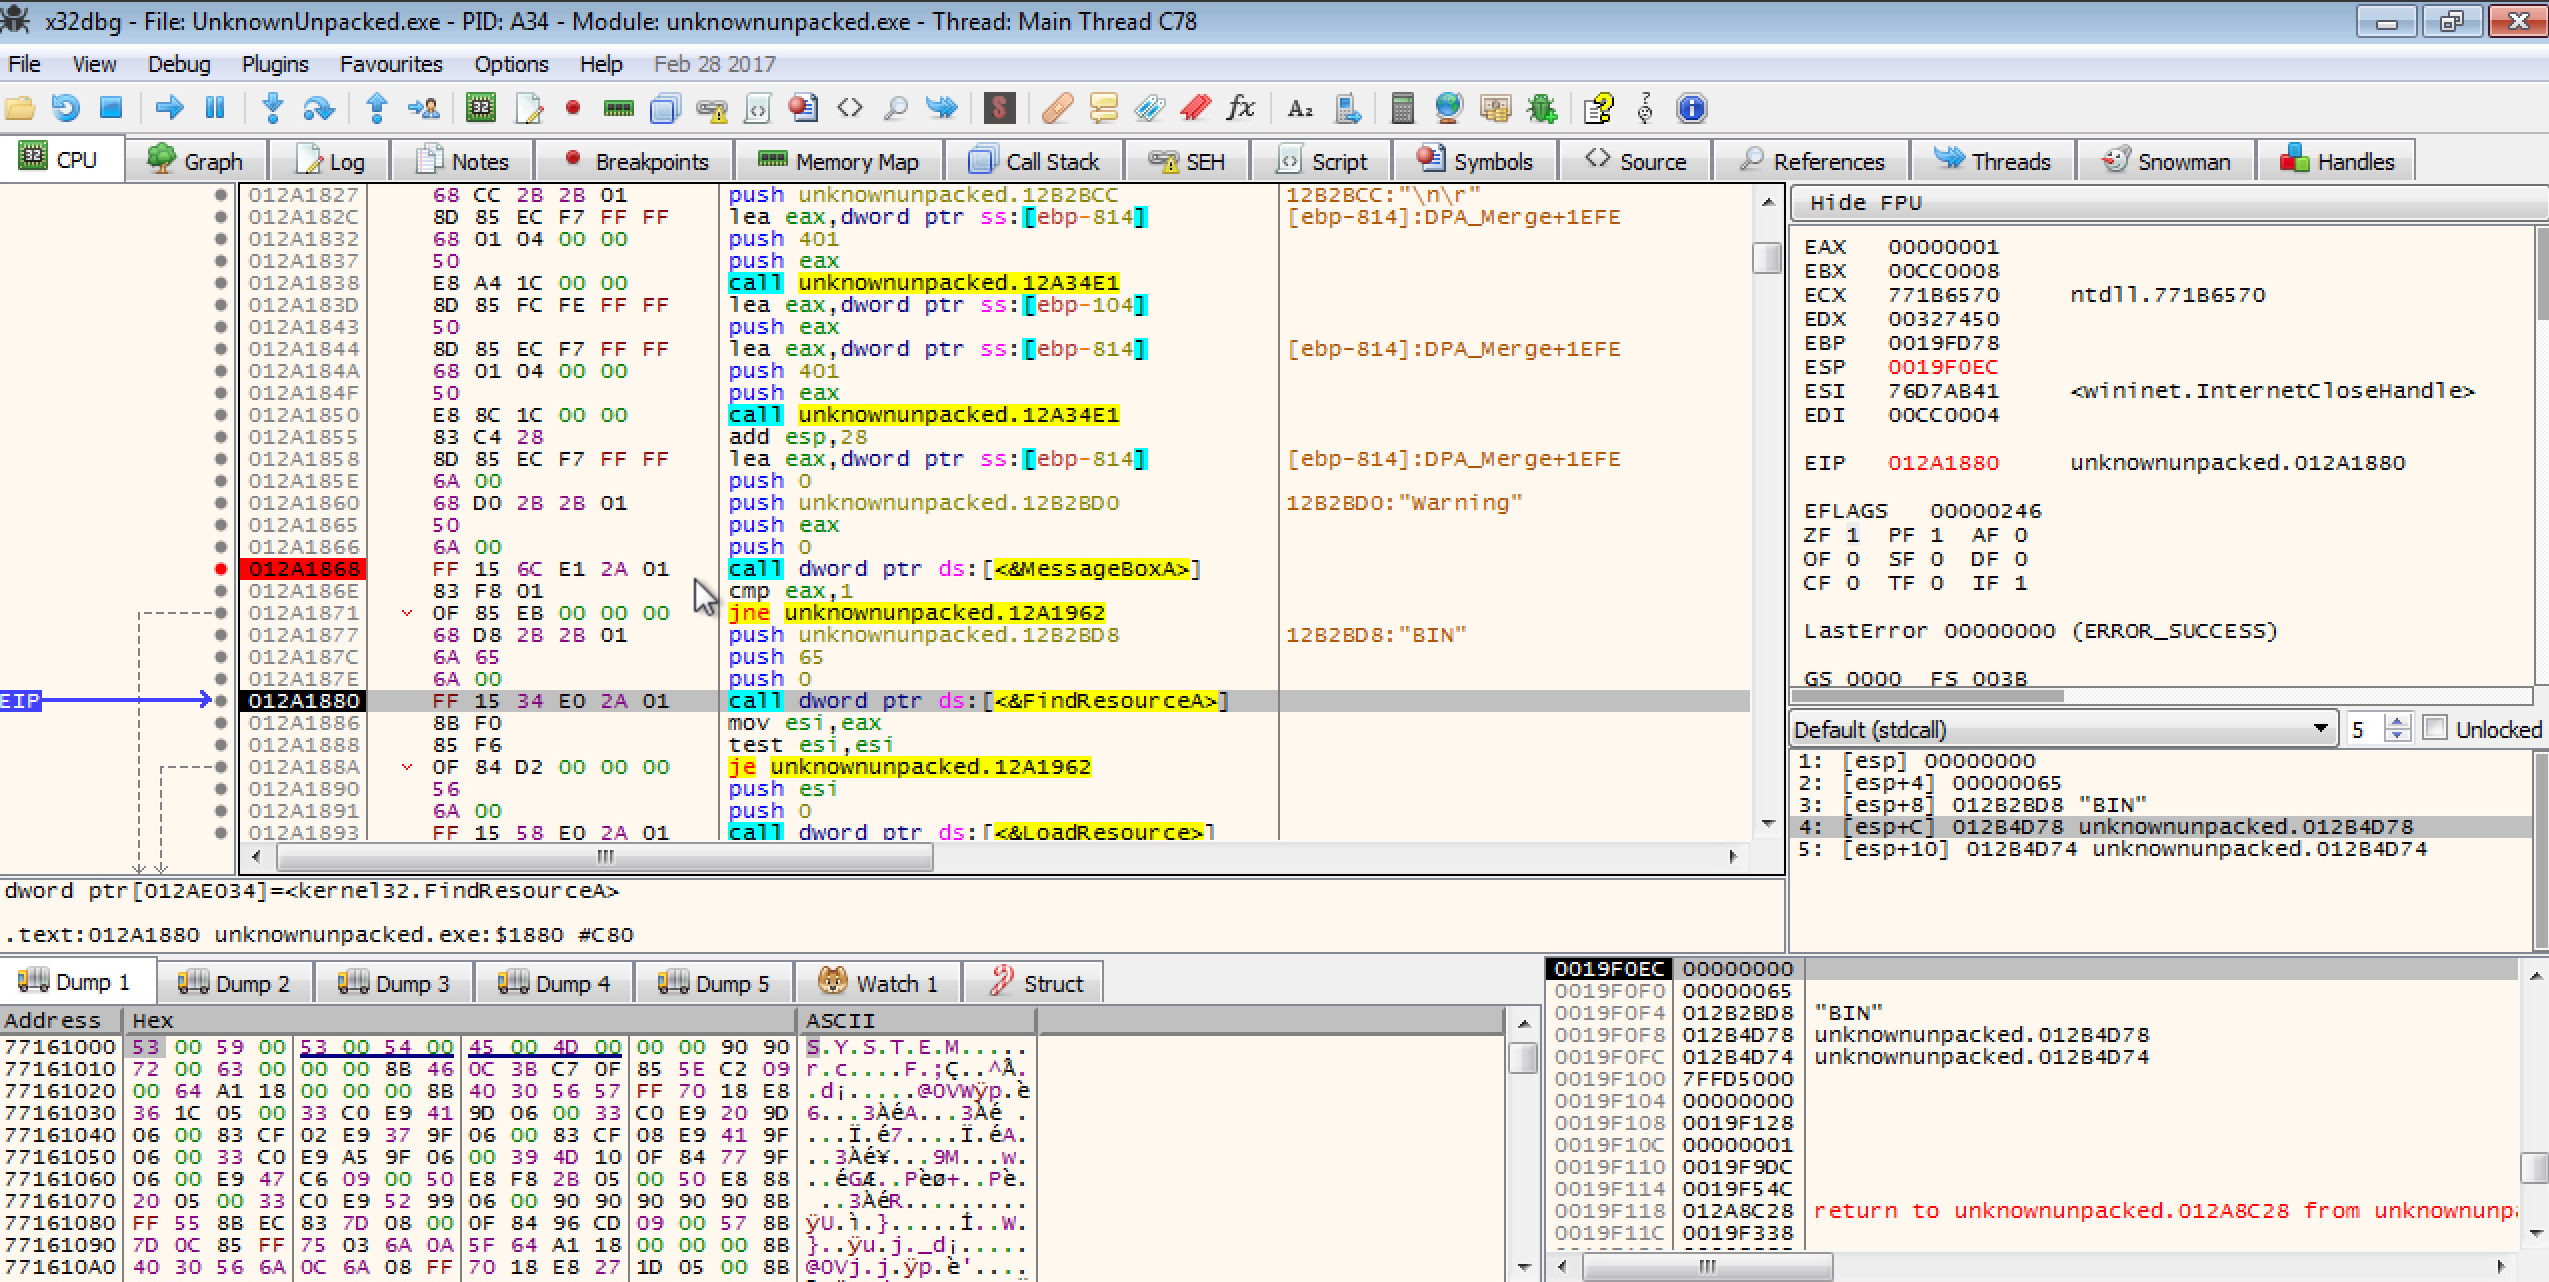 x32dbg - File: UnknownUnpacked.exe - PID: A34 - Module: unknownunpacked.exe - Thread: Main Thread C78
File View Debug Plugins Favourites Options Help Feb 28 2017
CPU Graph Log Notes Breakpoints Memory Map Call Stack SEH Script Symbols Source References Threads Snowman Handles
012A1827 68 CC 2B 2B 01 push unknownunpacked.12B2BCC 12B2BCC:"\n\r"
012A182C 8D 85 EC F7 FF FF lea eax,dword ptr ss:[ebp-814] [ebp-814]:DPA_Merge+1EFE
012A1832 68 01 04 00 00 push 401
012A1837 50 push eax
012A1838 E8 A4 1C 00 00 call unknownunpacked.12A34E1
012A183D 8D 85 FC FE FF FF lea eax,dword ptr ss:[ebp-104]
012A1843 50 push eax
012A1844 8D 85 EC F7 FF FF lea eax,dword ptr ss:[ebp-814] [ebp-814]:DPA_Merge+1EFE
012A184A 68 01 04 00 00 push 401
012A184F 50 push eax
012A1850 E8 8C 1C 00 00 call unknownunpacked.12A34E1
012A1855 83 C4 28 add esp,28
012A1858 8D 85 EC F7 FF FF lea eax,dword ptr ss:[ebp-814] [ebp-814]:DPA_Merge+1EFE
012A185E 6A 00 push 0
012A1860 68 D0 2B 2B 01 push unknownunpacked.12B2BD0 12B2BD0:"Warning"
012A1865 50 push eax
012A1866 6A 00 push 0
012A1868 FF 15 6C E1 2A 01 call dword ptr ds:[<&MessageBoxA>]
012A186E 83 F8 01 cmp eax,1
012A1871 0F 85 EB 00 00 00 jne unknownunpacked.12A1962
012A1877 68 D8 2B 2B 01 push unknownunpacked.12B2BD8 12B2BD8:"BIN"
012A187C 6A 65 push 65
012A187E 6A 00 push 0
EIP 012A1880 FF 15 34 E0 2A 01 call dword ptr ds:[<&FindResourceA>]
012A1886 8B F0 mov esi,eax
012A1888 85 F6 test esi,esi
012A188A 0F 84 D2 00 00 00 je unknownunpacked.12A1962
012A1890 56 push esi
012A1891 6A 00 push 0
012A1893 FF 15 58 E0 2A 01 call dword ptr ds:[<&LoadResource>]
dword ptr[012AE034]=<kernel32.FindResourceA>
.text:012A1880 unknownunpacked.exe:$1880 #C80
Hide FPU
EAX 00000001
EBX 00CC0008
ECX 771B6570 ntdll.771B6570
EDX 00327450
EBP 0019FD78
ESP 0019F0EC
ESI 76D7AB41 <wininet.InternetCloseHandle>
EDI 00CC0004
EIP 012A1880 unknownunpacked.012A1880
EFLAGS 00000246
ZF 1 PF 1 AF 0
OF 0 SF 0 DF 0
CF 0 TF 0 IF 1
LastError 00000000 (ERROR_SUCCESS)
GS 0000 FS 003B
Default (stdcall) 5 Unlocked
1: [esp] 00000000
2: [esp+4] 00000065
3: [esp+8] 012B2BD8 "BIN"
4: [esp+C] 012B4D78 unknownunpacked.012B4D78
5: [esp+10] 012B4D74 unknownunpacked.012B4D74
Dump 1 Dump 2 Dump 3 Dump 4 Dump 5 Watch 1 Struct
Address Hex ASCII
77161000 53 00 59 00 53 00 54 00 45 00 4D 00 00 00 90 90 S.Y.S.T.E.M.....
77161010 72 00 63 00 00 00 8B 46 0C 3B C7 0F 85 5E C2 09 r.c....F.;Ç..^Â.
77161020 00 64 A1 18 00 00 00 8B 40 30 56 57 FF 70 18 E8 .d¡.....@0VWÿp.è
77161030 36 1C 05 00 33 C0 E9 41 9D 06 00 33 C0 E9 20 9D 6...3ÀéA...3Àé .
77161040 06 00 83 CF 02 E9 37 9F 06 00 83 CF 08 E9 41 9F ...Ï.é7....Ï.éA.
77161050 06 00 33 C0 E9 A5 9F 06 00 39 4D 10 0F 84 77 9F ..3Àé¥...9M...w.
77161060 06 00 E9 47 C6 09 00 50 E8 F8 2B 05 00 50 E8 88 ..éGÆ..Pèø+..Pè.
77161070 20 05 00 33 C0 E9 52 99 06 00 90 90 90 90 90 8B ...3ÀéR.........
77161080 FF 55 8B EC 83 7D 08 00 0F 84 96 CD 09 00 57 8B ÿU.ì.}.....Í..W.
77161090 7D 0C 85 FF 75 03 6A 0A 5F 64 A1 18 00 00 00 8B }..ÿu.j._d¡.....
771610A0 40 30 56 6A 0C 6A 08 FF 70 18 E8 27 1D 05 00 8B @0Vj.j.ÿp.è'....
0019F0EC 00000000
0019F0F0 00000065
0019F0F4 012B2BD8 "BIN"
0019F0F8 012B4D78 unknownunpacked.012B4D78
0019F0FC 012B4D74 unknownunpacked.012B4D74
0019F100 7FFD5000
0019F104 00000000
0019F108 0019F128
0019F10C 00000001
0019F110 0019F9DC
0019F114 0019F54C
0019F118 012A8C28 return to unknownunpacked.012A8C28 from unknownunpa
0019F11C 0019F338